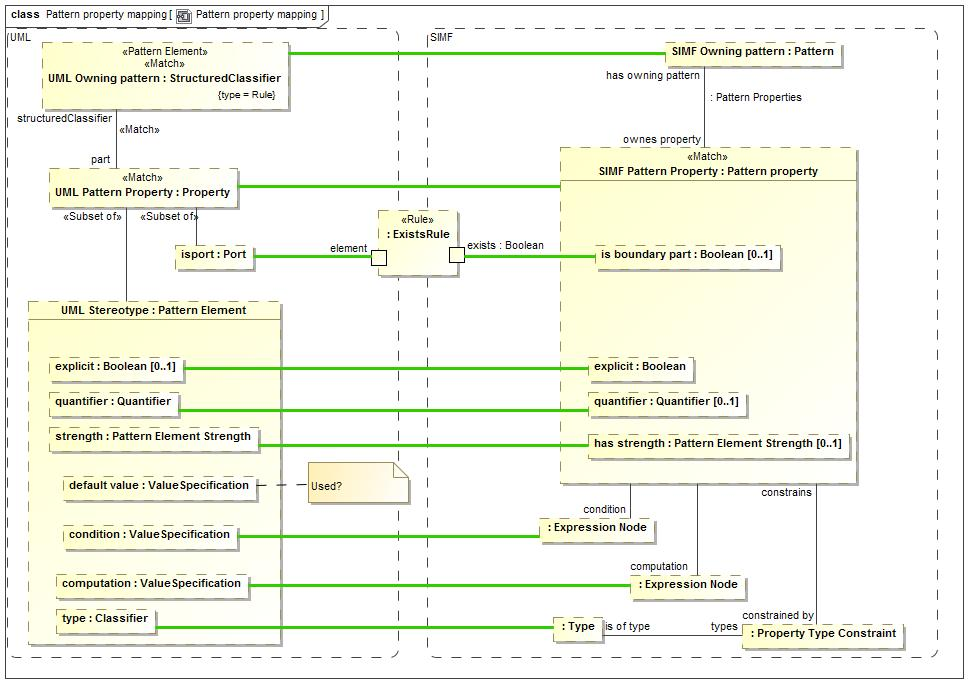 class Pattern property mapping [ Pattern property mapping ]
UML
SIMF
«Pattern Element»
«Match»
UML Owning pattern : StructuredClassifier
{type = Rule}
SIMF Owning pattern : Pattern
has owning pattern
: Pattern Properties
structuredClassifier
«Match»
part
ownes property
«Match»
UML Pattern Property : Property
«Match»
SIMF Pattern Property : Pattern property
«Subset of»
«Subset of»
«Rule»
: ExistsRule
isport : Port
element
exists : Boolean
is boundary part : Boolean [0..1]
UML Stereotype : Pattern Element
explicit : Boolean [0..1]
explicit : Boolean
quantifier : Quantifier
quantifier : Quantifier [0..1]
strength : Pattern Element Strength
has strength : Pattern Element Strength [0..1]
default value : ValueSpecification
Used?
constrains
condition
condition : ValueSpecification
: Expression Node
computation
computation : ValueSpecification
: Expression Node
type : Classifier
: Type
is of type
types
constrained by
: Property Type Constraint